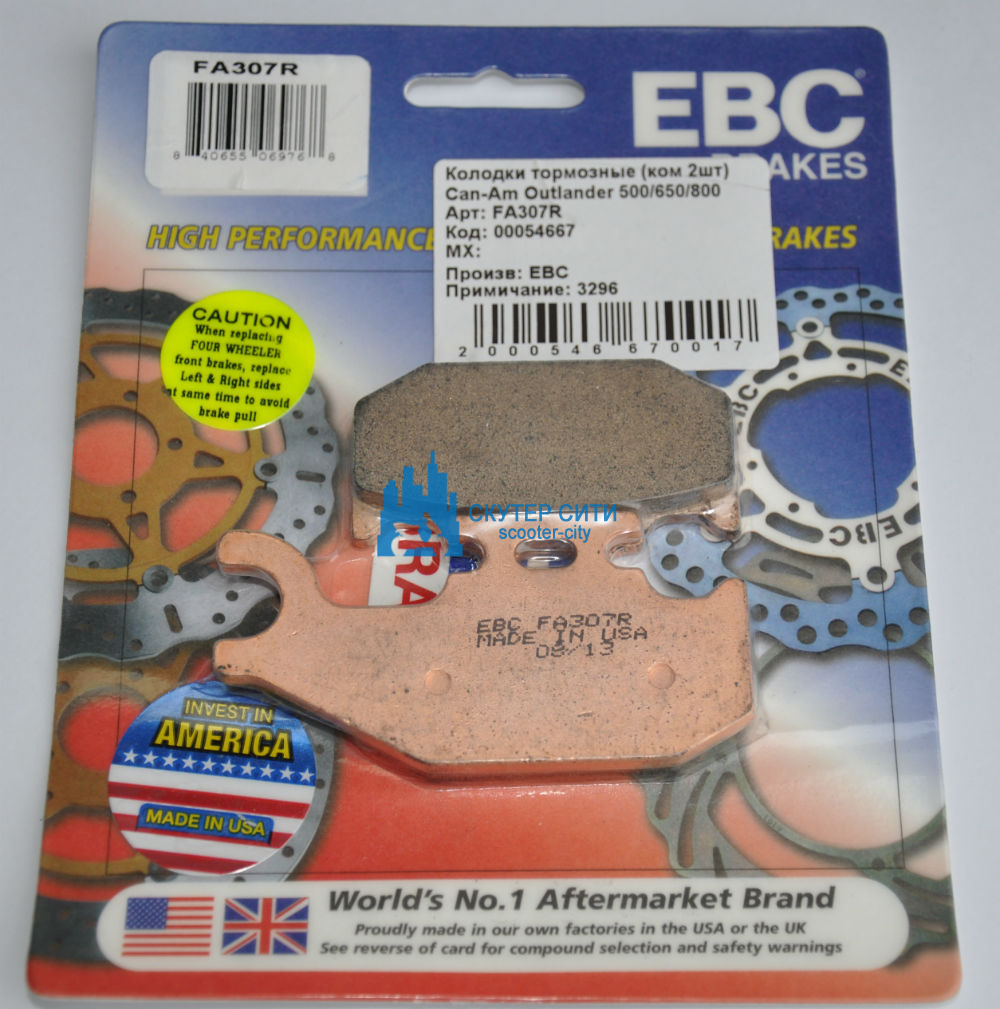 FA307R
8 40655 06976 8
EBC®
BRAKES
Колодки тормозные (ком 2шт)
Can-Am Outlander 500/650/800
Арт: FA307R
Код: 00054667
МХ:
Произв: EBC
Примичание: 3296
2 000546 670017
HIGH PERFORMANCE
BRAKES
CAUTION
When replacing
FOUR WHEELER
front brakes, replace
Left & Right sides
at same time to avoid
brake pull
EBC
EBC
СКУТЕР СИТИ
scooter-city
EBC FA307R
MADE IN USA
08/13
INVEST IN
AMERICA
MADE IN USA
World's No.1 Aftermarket Brand
Proudly made in our own factories in the USA or the UK
See reverse of card for compound selection and safety warnings